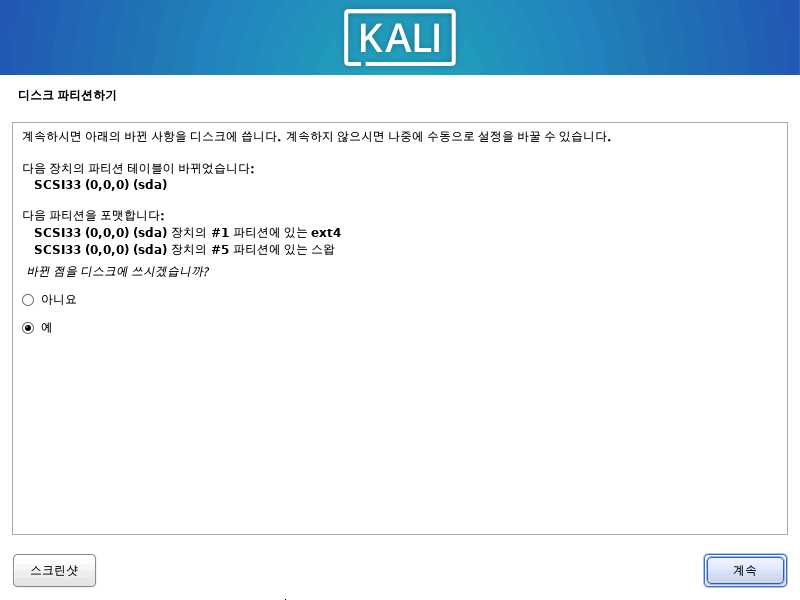 KALI
디스크 파티션하기
계속하시면 아래의 바뀐 사항을 디스크에 씁니다. 계속하지 않으시면 나중에 수동으로 설정을 바꿀 수 있습니다.
다음 장치의 파티션 테이블이 바뀌었습니다:
SCSI33 (0,0,0) (sda)
다음 파티션을 포맷합니다:
SCSI33 (0,0,0) (sda) 장치의 #1 파티션에 있는 ext4
SCSI33 (0,0,0) (sda) 장치의 #5 파티션에 있는 스왑
바뀐 점을 디스크에 쓰시겠습니까?
아니요
예
스크린샷
계속